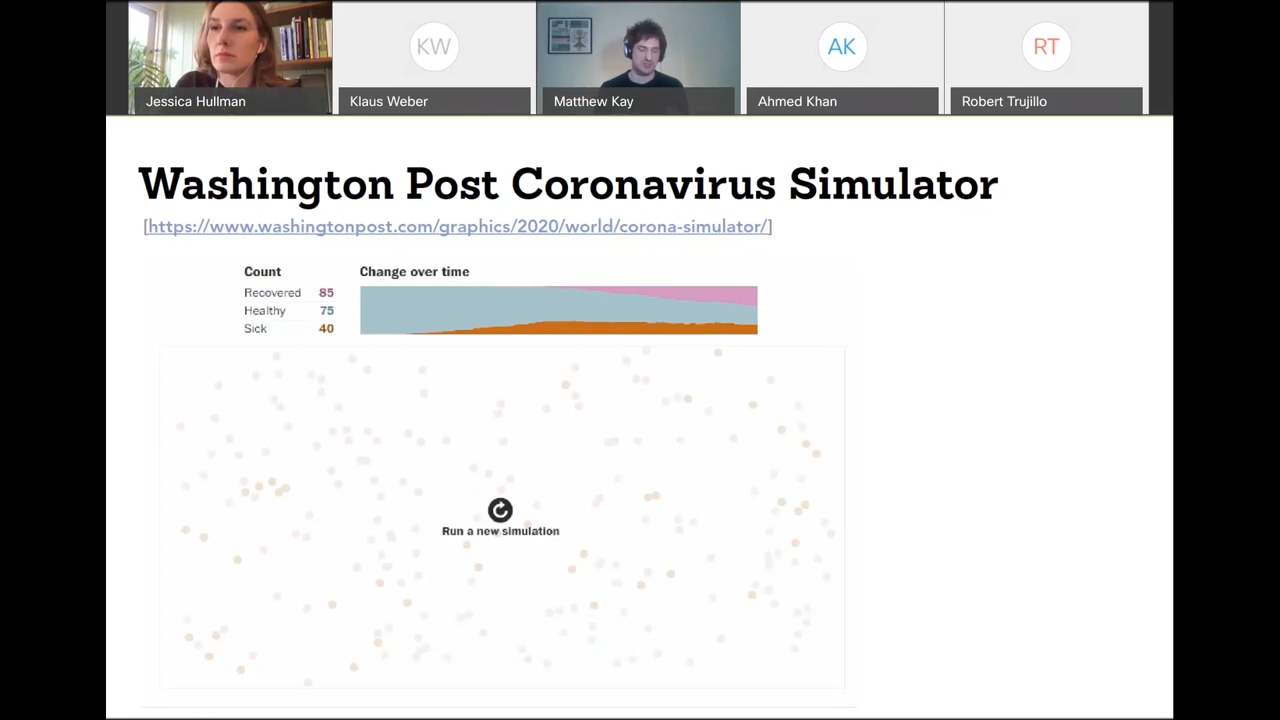 KW
AK
RT
Jessica Hullman
Klaus Weber
Matthew Kay
Ahmed Khan
Robert Trujillo
Washington Post Coronavirus Simulator
[https://www.washingtonpost.com/graphics/2020/world/corona-simulator/]
Count
Change over time
Recovered 85
Healthy 75
Sick 40
Run a new simulation